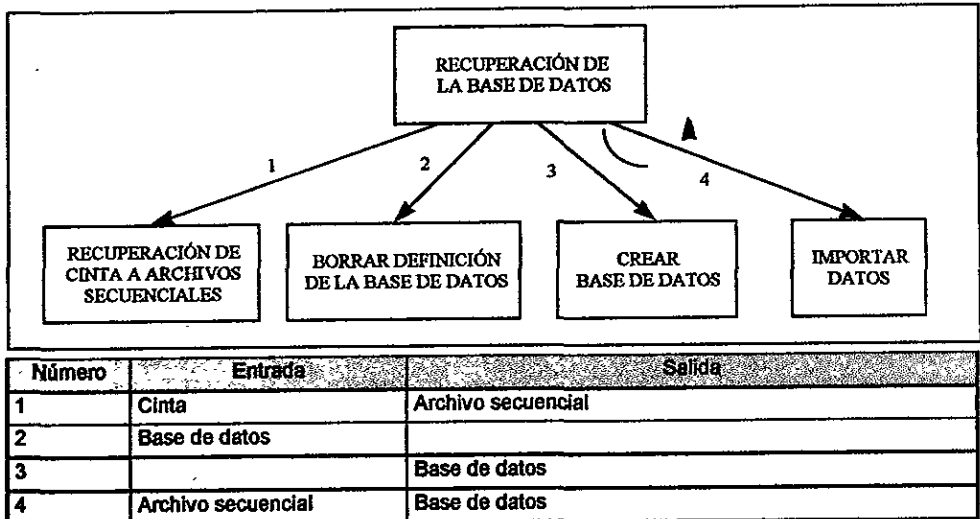 RECUPERACIÓN DE
LA BASE DE DATOS
1
2
3
4
RECUPERACIÓN DE
CINTA A ARCHIVOS
SECUENCIALES
BORRAR DEFINICIÓN
DE LA BASE DE DATOS
CREAR
BASE DE DATOS
IMPORTAR
DATOS
Número Entrada Salida
1 Cinta Archivo secuencial
2 Base de datos
3 Base de datos
4 Archivo secuencial Base de datos